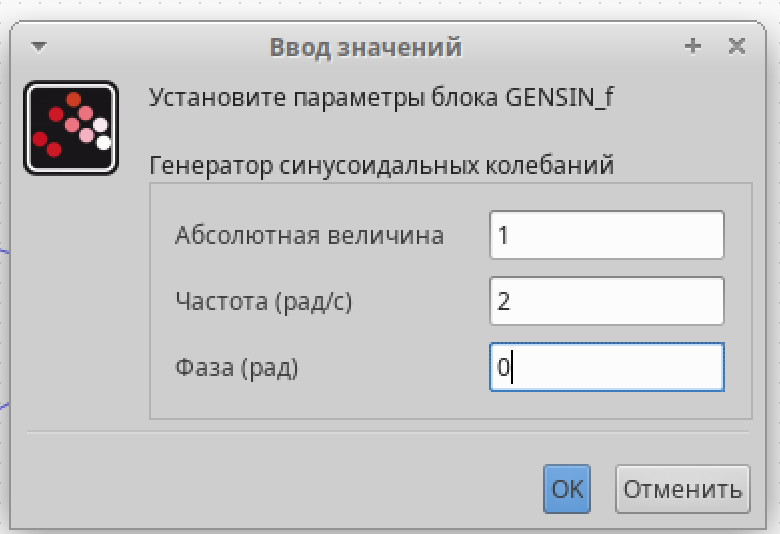 Ввод значений
Установите параметры блока GENSIN_f
Генератор синусоидальных колебаний
Абсолютная величина 1
Частота (рад/с) 2
Фаза (рад) 0
OK Отменить